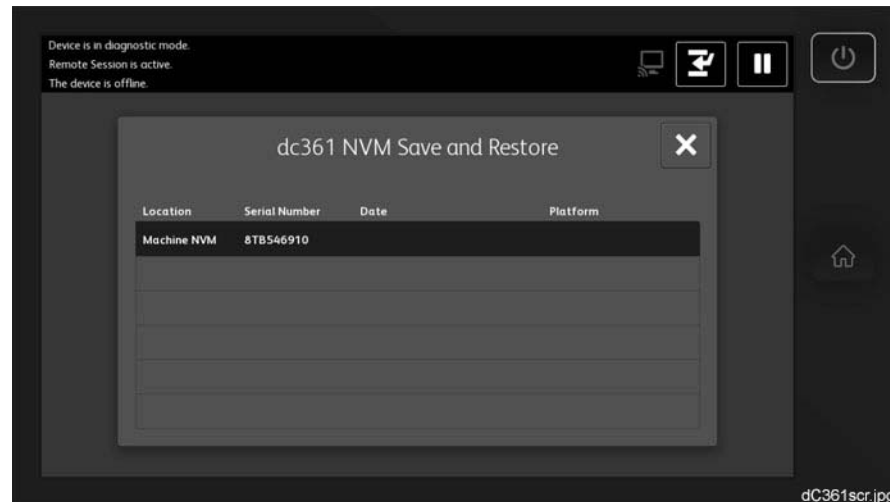 Device is in diagnostic mode.
Remote Session is active.
The device is offline.
dc361 NVM Save and Restore
Location Serial Number Date Platform
Machine NVM 8TB546910
dC361scr.jpg